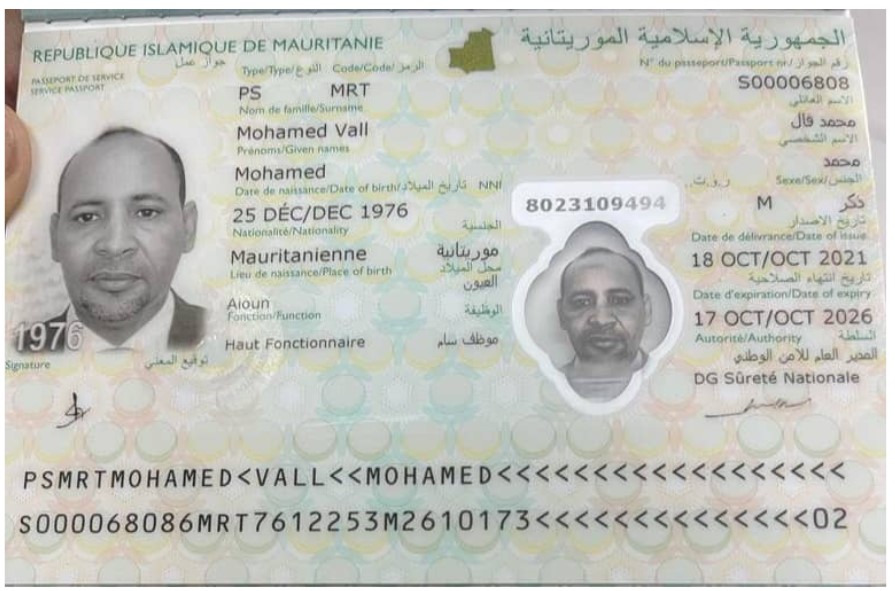 REPUBLIQUE ISLAMIQUE DE MAURITANIE
الجمهورية الإسلامية الموريتانية
PASSEPORT DE SERVICE جواز عمل
SERVICE PASSPORT
Type/Type/النوع Code/Code/الرمز
N° du passeport/Passport nr/رقم الجواز
PS MRT
S00006808
Nom de famille/Surname
الاسم العائلي
Mohamed Vall
محمد فال
Prénoms/Given names
الاسم الشخصي
Mohamed
محمد
Date de naissance/Date of birth/تاريخ الميلاد NNI ر.و.ت.
Sexe/Sex/الجنس
25 DÉC/DEC 1976
8023109494
M ذكر
Nationalité/Nationality
الجنسية
تاريخ الاصدار
Date de délivrance/Date of issue
Mauritanienne
موريتانية
18 OCT/OCT 2021
Lieu de naissance/Place of birth
محل الميلاد
العيون
تاريخ انتهاء الصلاحية
Date d'expiration/Date of expiry
Aioun
17 OCT/OCT 2026
Fonction/Function
الوظيفة
Autorité/Authority السلطة
Haut Fonctionnaire
موظف سام
المدير العام للأمن الوطني
DG Sûreté Nationale
1976
Signature توقيع المعني
PSMRTMOHAMED<VALL<<MOHAMED<<<<<<<<<<<<<<<<<<
S000068086MRT7612253M2610173<<<<<<<<<<<<<<02